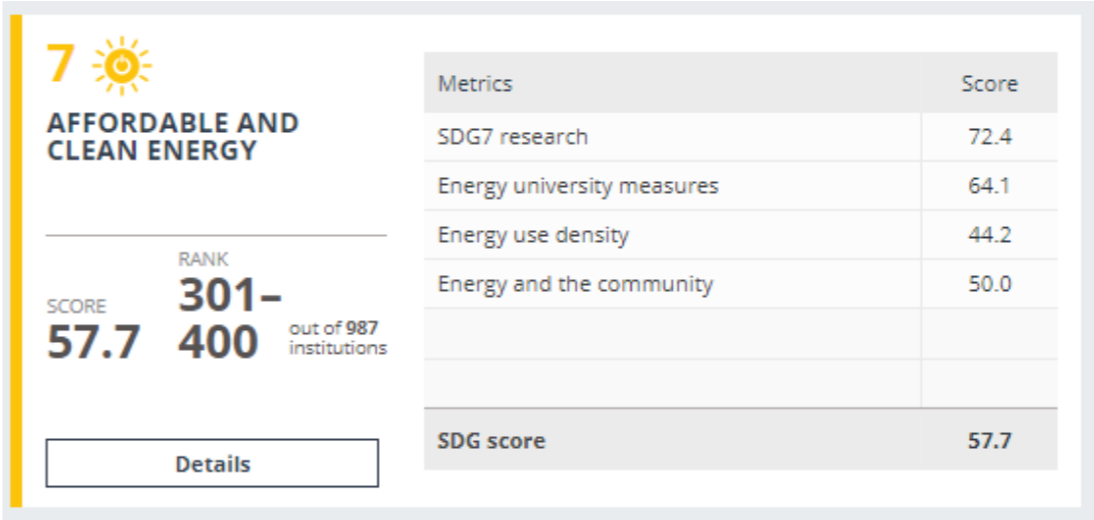 7
AFFORDABLE AND
CLEAN ENERGY
SCORE
57.7
RANK
301–
400
out of 987
institutions
Details
Metrics Score
SDG7 research 72.4
Energy university measures 64.1
Energy use density 44.2
Energy and the community 50.0
SDG score 57.7